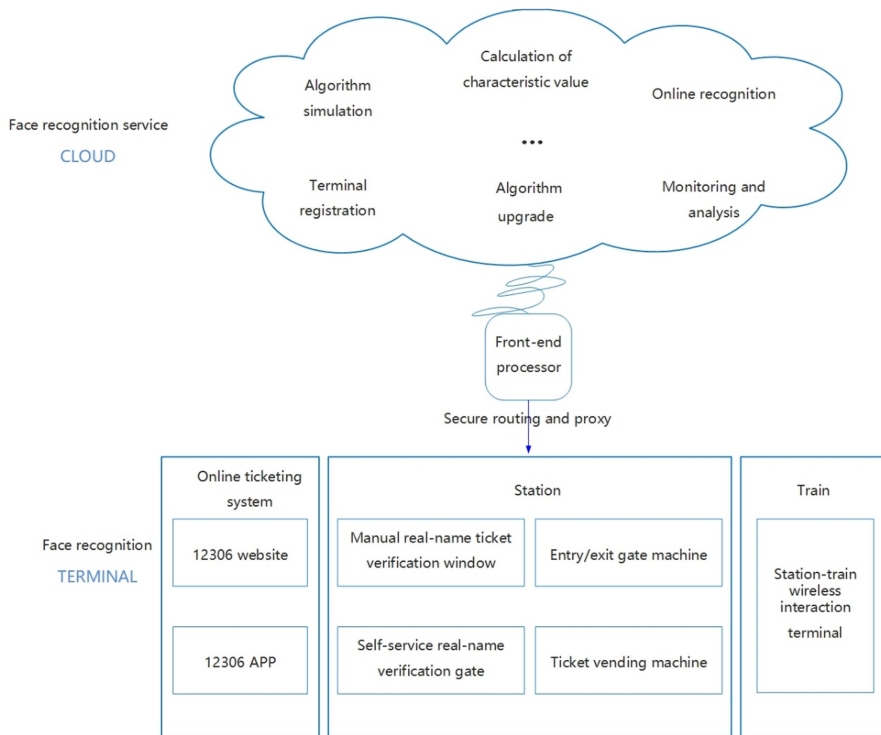 Calculation of
characteristic value
Algorithm
simulation
Online recognition
Face recognition service
CLOUD
...
Terminal
registration
Algorithm
upgrade
Monitoring and
analysis
Front-end
processor
Secure routing and proxy
Online ticketing
system
Station
Train
Face recognition
TERMINAL
12306 website
Manual real-name ticket
verification window
Entry/exit gate machine
Station-train
wireless
interaction
terminal
12306 APP
Self-service real-name
verification gate
Ticket vending machine